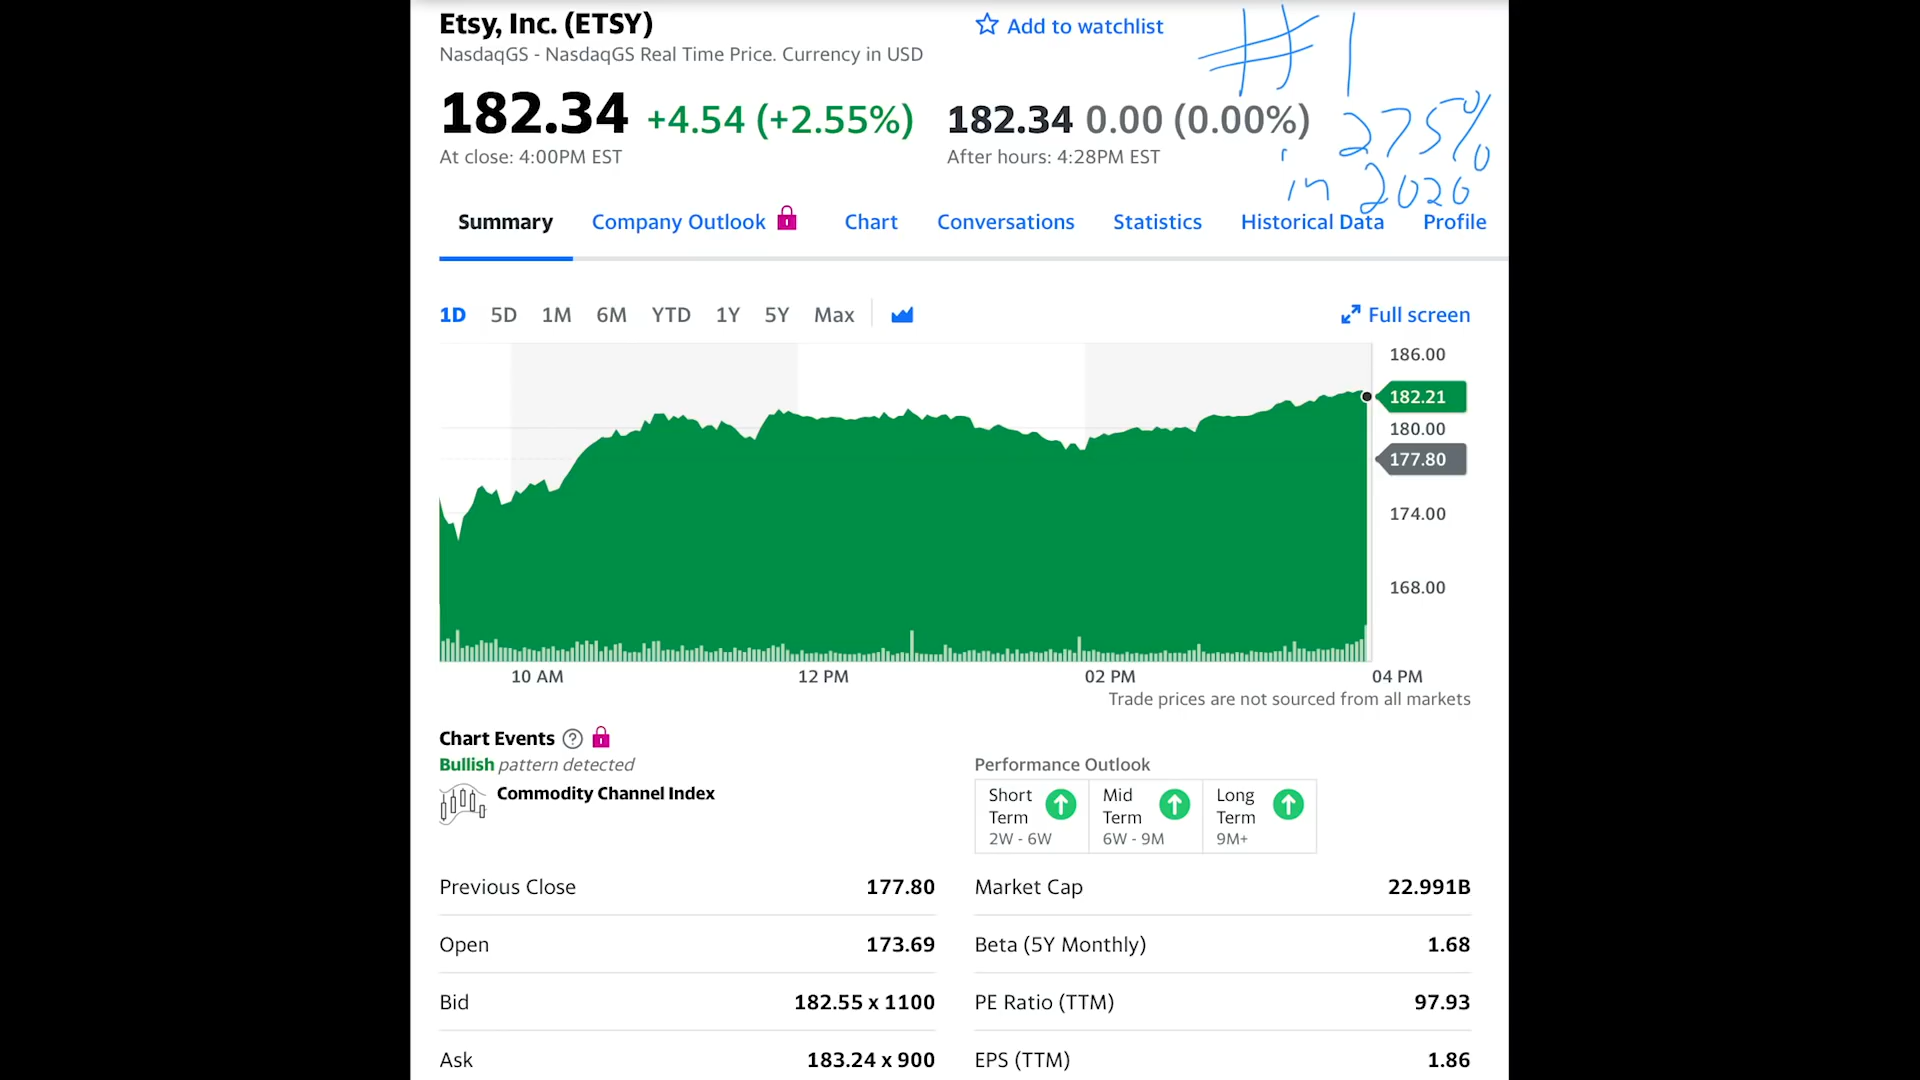 Etsy, Inc. (ETSY)
Add to watchlist
#1
NasdaqGS - NasdaqGS Real Time Price. Currency in USD
182.34 +4.54 (+2.55%)
182.34 0.00 (0.00%)
275%
At close: 4:00PM EST
After hours: 4:28PM EST
in 2020
Summary Company Outlook Chart Conversations Statistics Historical Data Profile
1D 5D 1M 6M YTD 1Y 5Y Max
Full screen
186.00
182.21
180.00
177.80
174.00
168.00
10 AM 12 PM 02 PM 04 PM
Trade prices are not sourced from all markets
Chart Events ?
Bullish pattern detected
Commodity Channel Index
Performance Outlook
Short Term 2W - 6W
Mid Term 6W - 9M
Long Term 9M+
Previous Close 177.80
Open 173.69
Bid 182.55 x 1100
Ask 183.24 x 900
Market Cap 22.991B
Beta (5Y Monthly) 1.68
PE Ratio (TTM) 97.93
EPS (TTM) 1.86